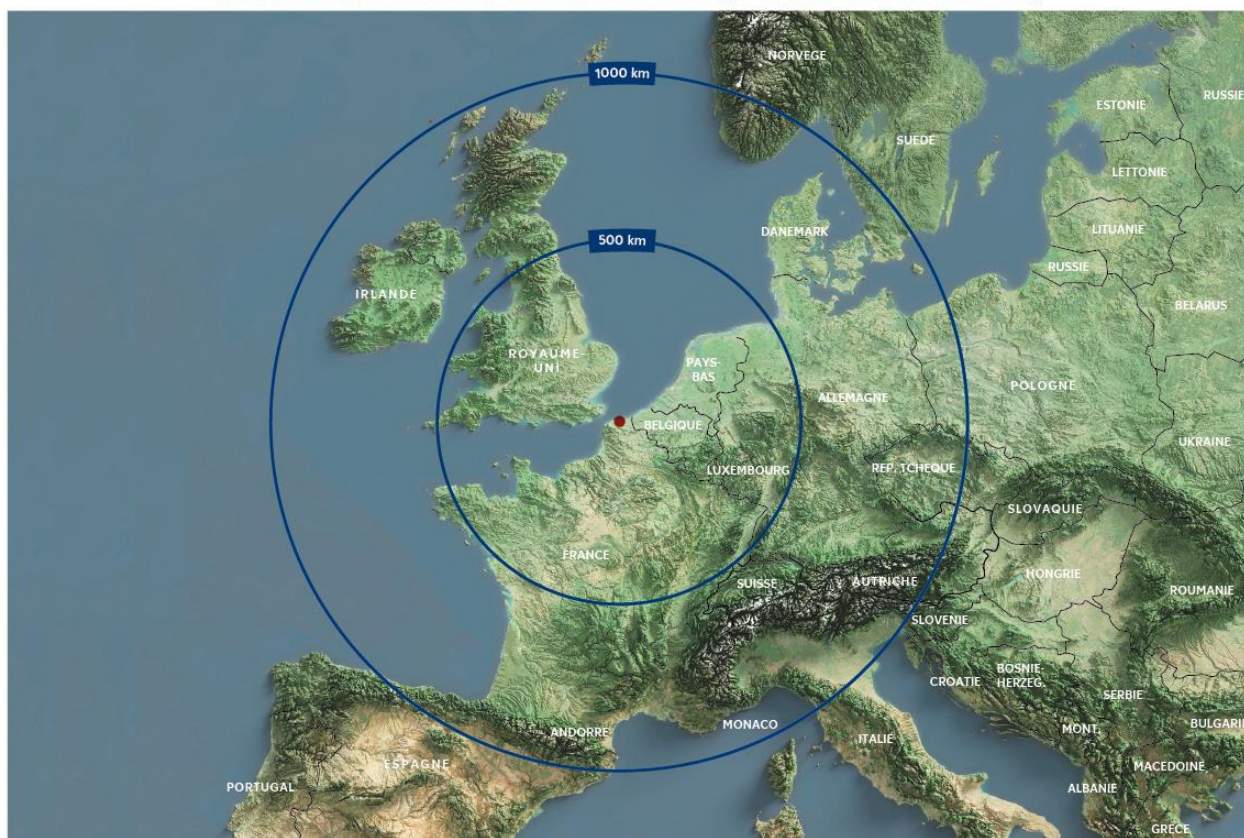 NORVEGE
1000 km
RUSSIE
ESTONIE
SUEDE
LETTONIE
DANEMARK
LITUANIE
500 km
RUSSIE
IRLANDE
BELARUS
ROYAUME-
UNI
PAYS-
BAS
POLOGNE
ALLEMAGNE
BELGIQUE
UKRAINE
LUXEMBOURG
REP. TCHEQUE
SLOVAQUIE
FRANCE
HONGRIE
SUISSE
AUTRICHE
ROUMANIE
SLOVENIE
BOSNIE-
HERZEG.
CROATIE
SERBIE
MONACO
BULGARIE
ANDORRE
MONT.
ITALIE
ESPAGNE
MACEDOINE
PORTUGAL
ALBANIE
GRECE